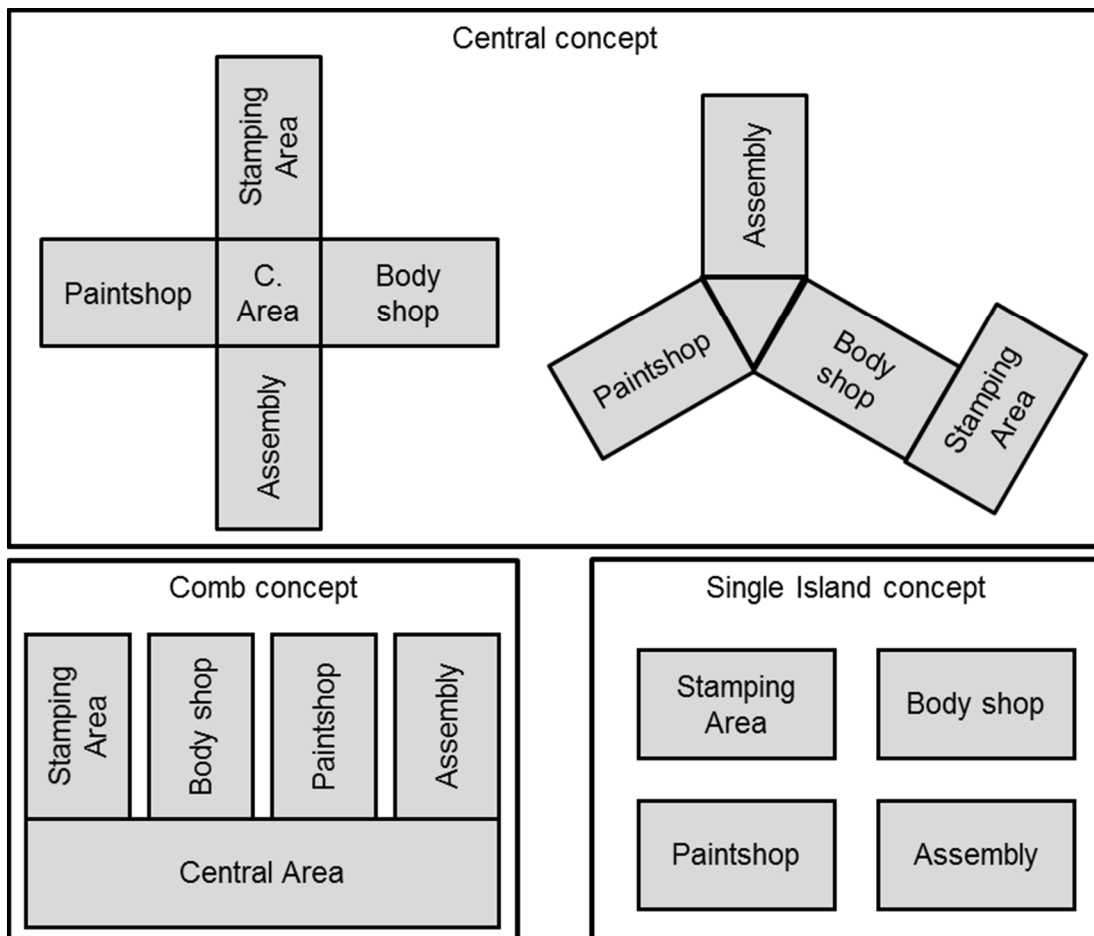 Central concept
Stamping
Area
Paintshop
C.
Area
Body
shop
Assembly
Assembly
Paintshop
Body
shop
Stamping
Area
Comb concept
Stamping
Area
Body shop
Paintshop
Assembly
Central Area
Single Island concept
Stamping
Area
Body shop
Paintshop
Assembly